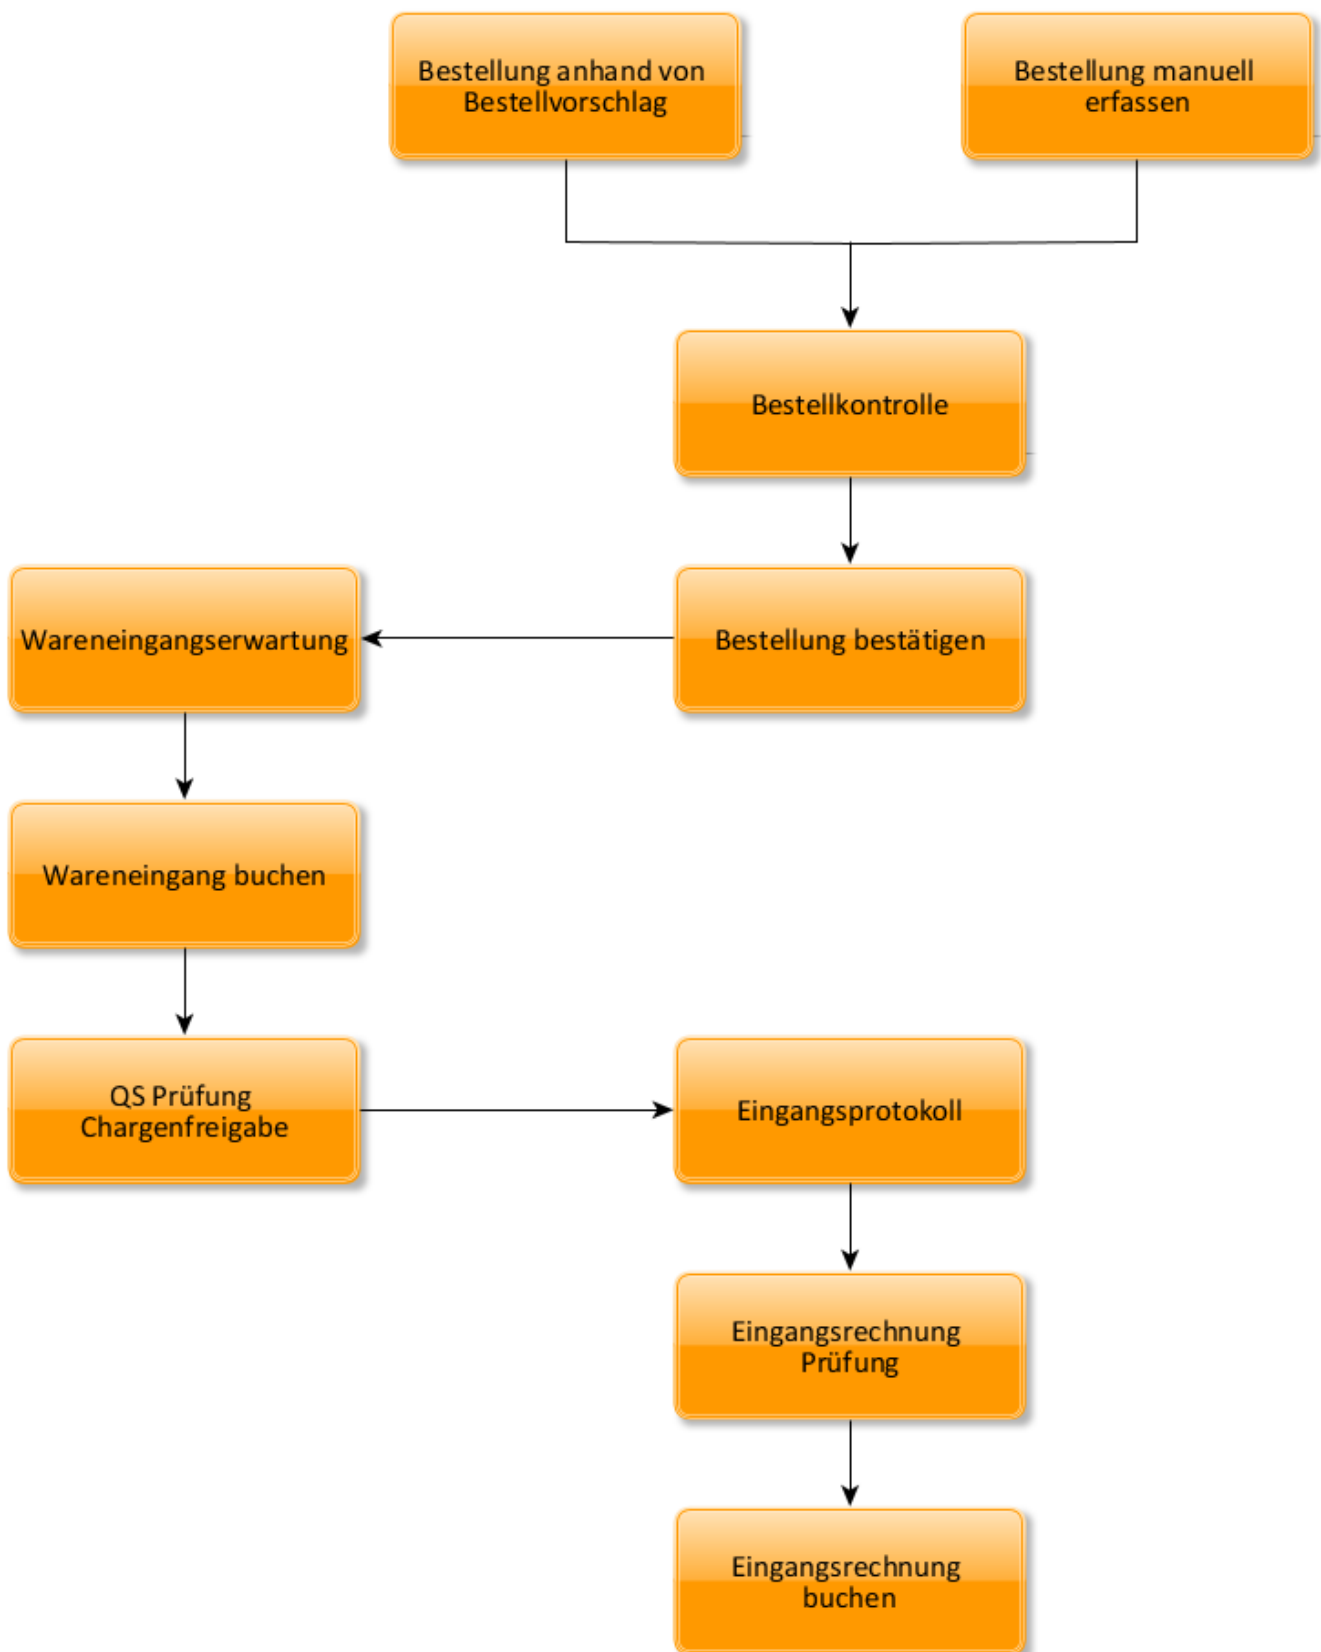 Bestellung anhand von
Bestellvorschlag
Bestellung manuell
erfassen
Bestellkontrolle
Wareneingangserwartung
Bestellung bestätigen
Wareneingang buchen
QS Prüfung
Chargenfreigabe
Eingangsprotokoll
Eingangsrechnung
Prüfung
Eingangsrechnung
buchen